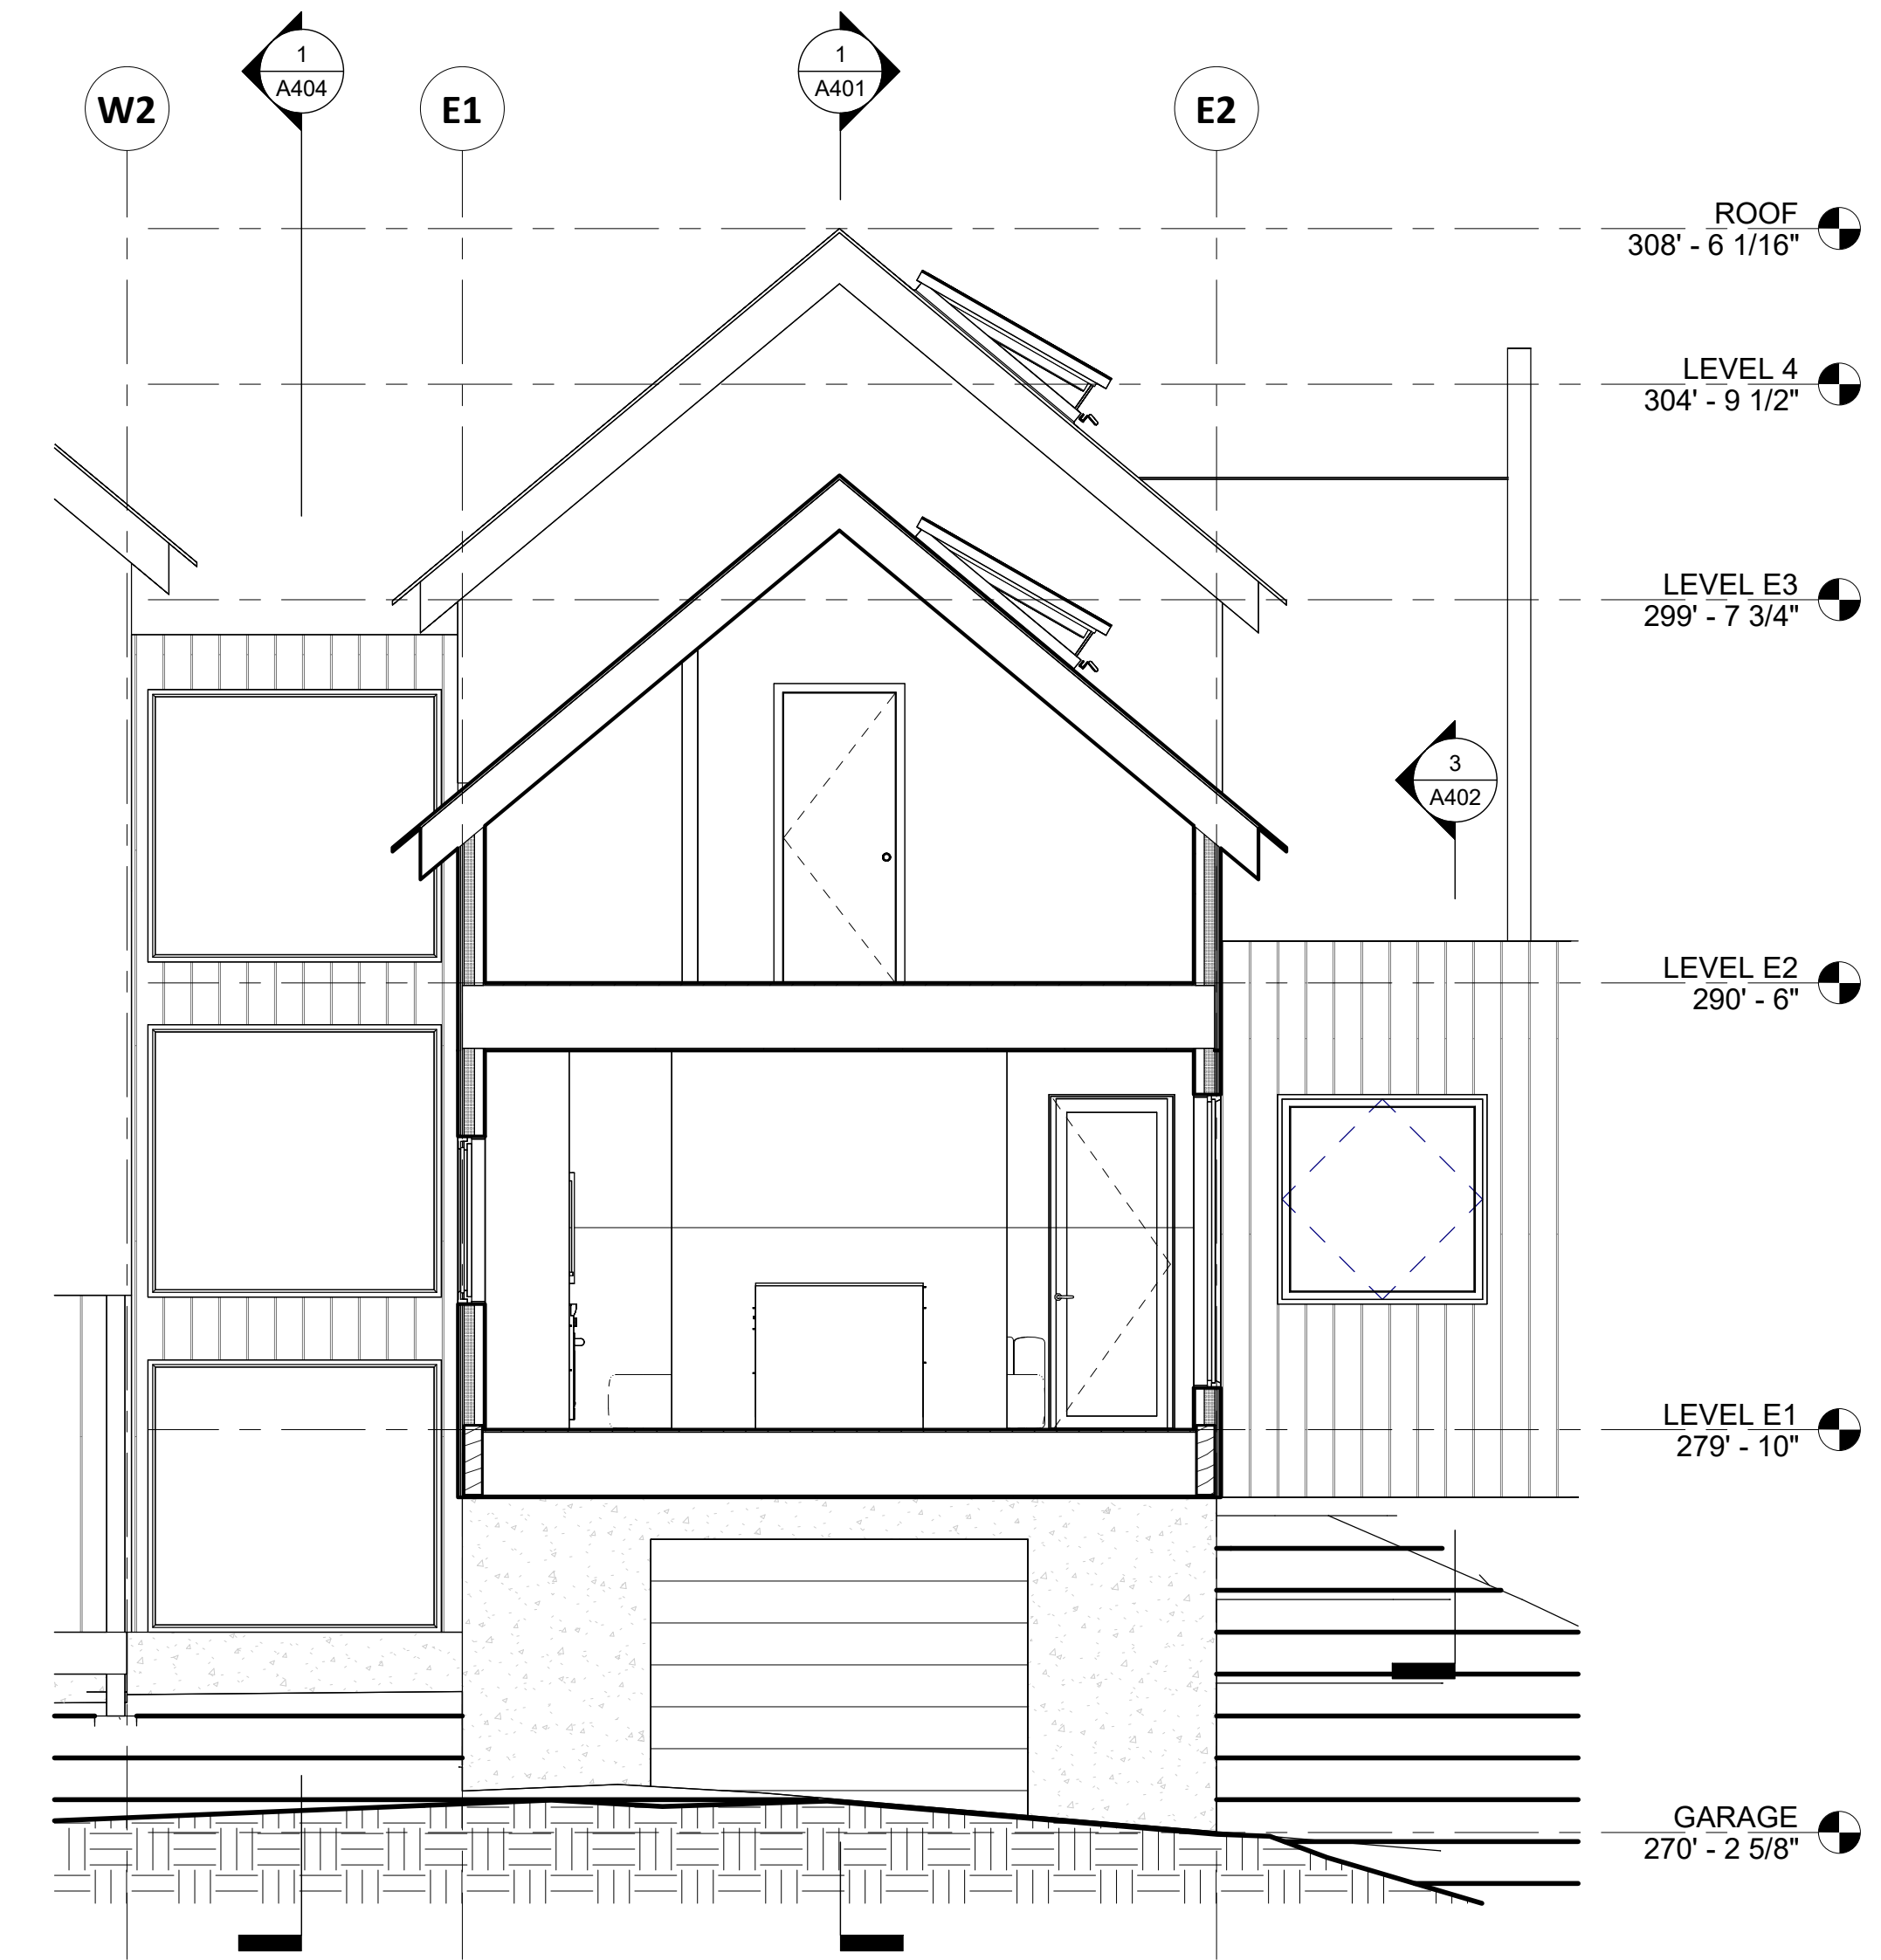 1
A404
1
A401
W2
E1
E2
ROOF
308' - 6 1/16"
LEVEL 4
304' - 9 1/2"
LEVEL E3
299' - 7 3/4"
3
A402
LEVEL E2
290' - 6"
LEVEL E1
279' - 10"
GARAGE
270' - 2 5/8"